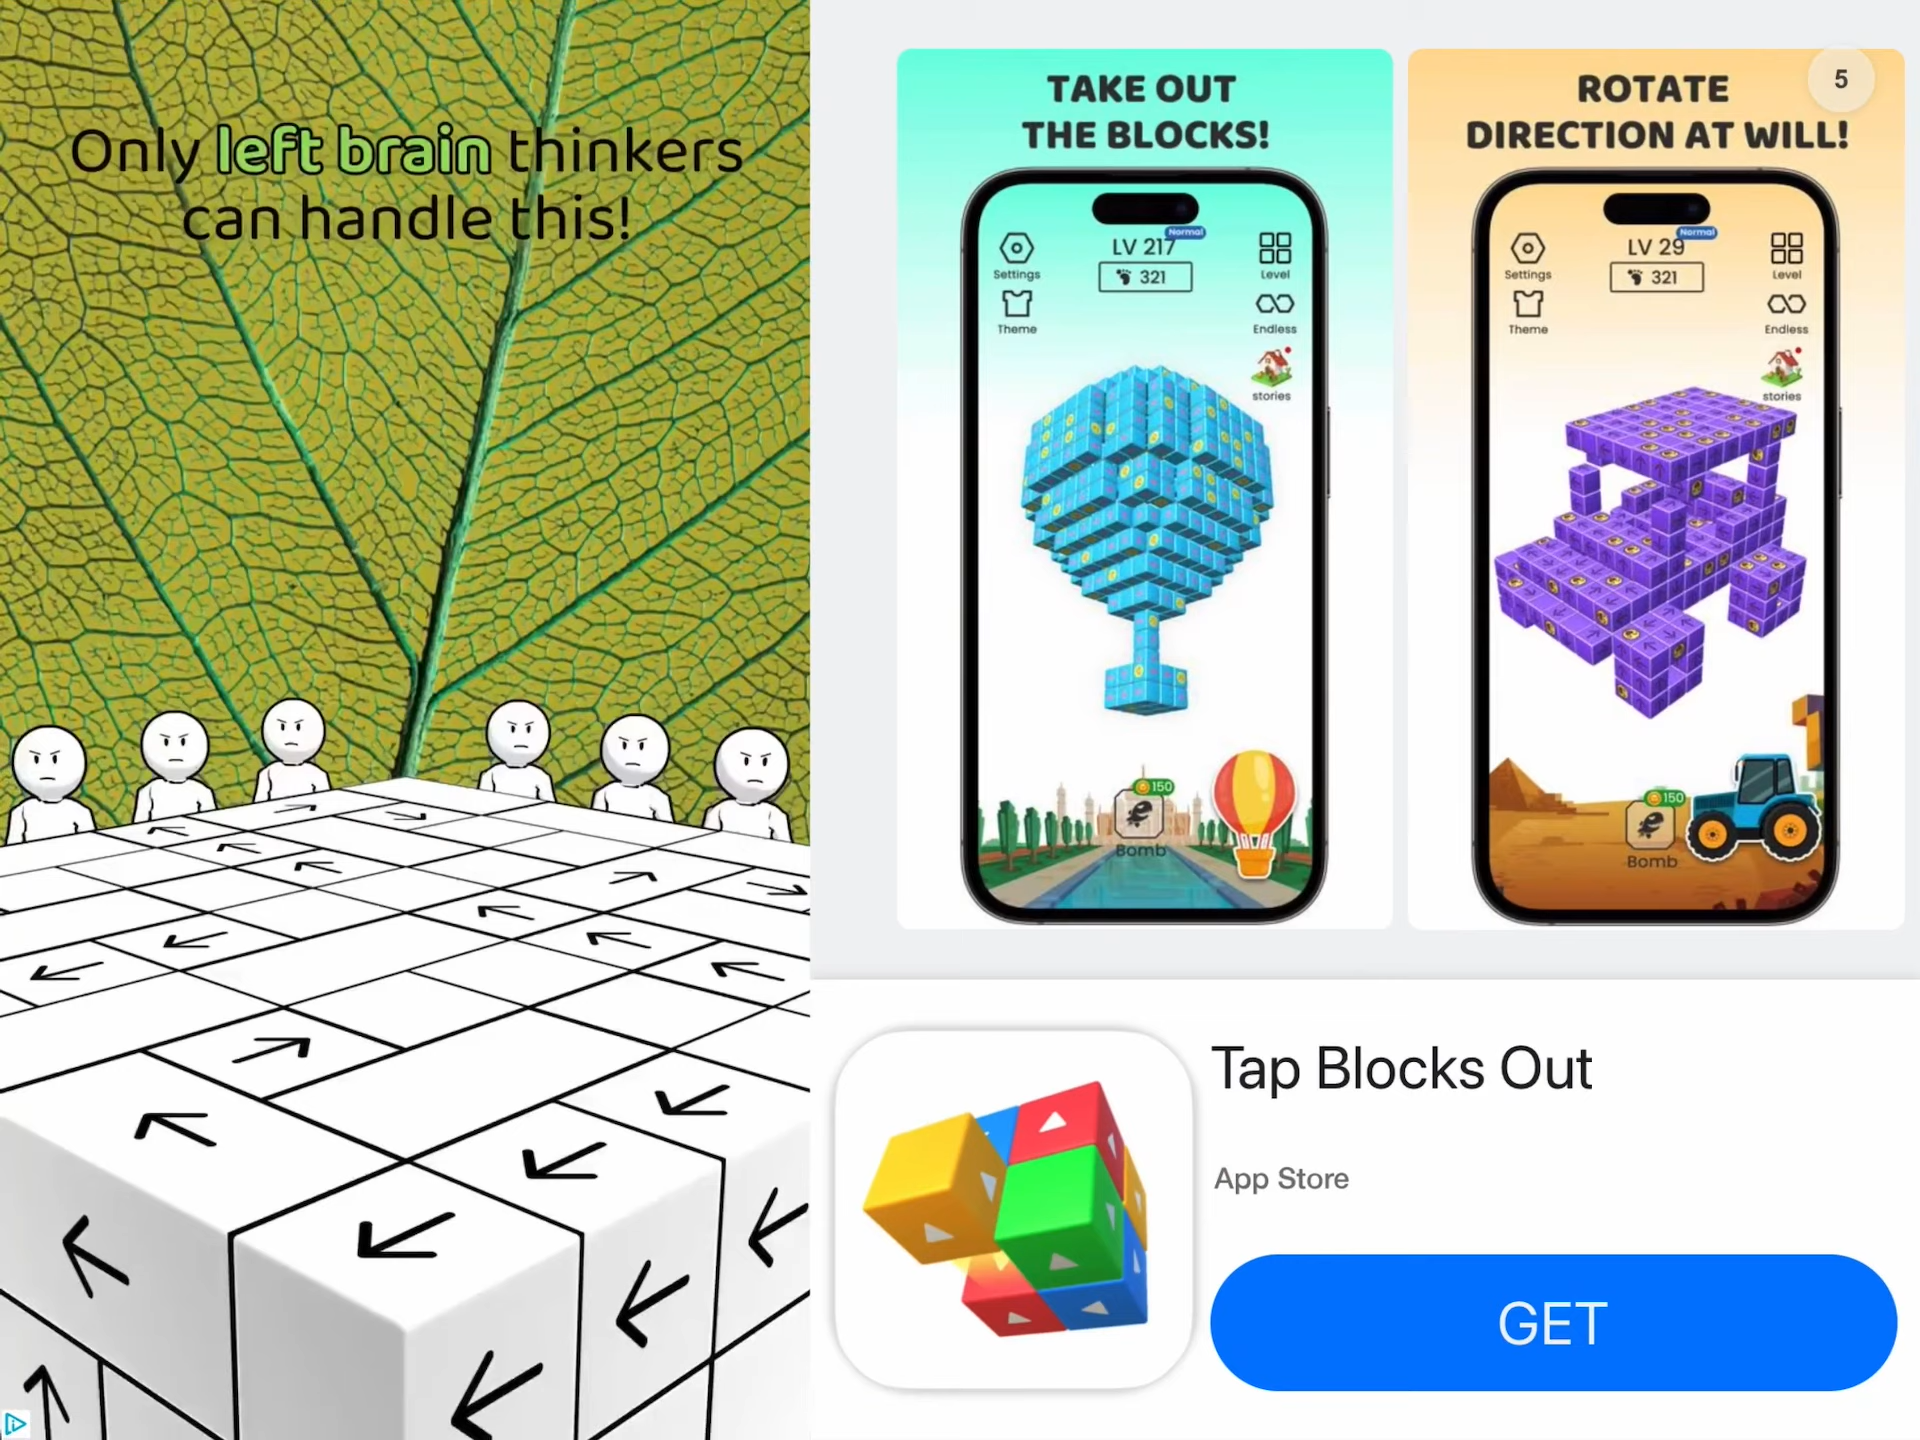 Only left brain thinkers
can handle this!
TAKE OUT
THE BLOCKS!
Settings
Theme
LV 217
Normal
321
Level
Endless
stories
150
Bomb
ROTATE
DIRECTION AT WILL!
5
Settings
Theme
LV 29
Normal
321
Level
Endless
stories
150
Bomb
Tap Blocks Out
App Store
GET